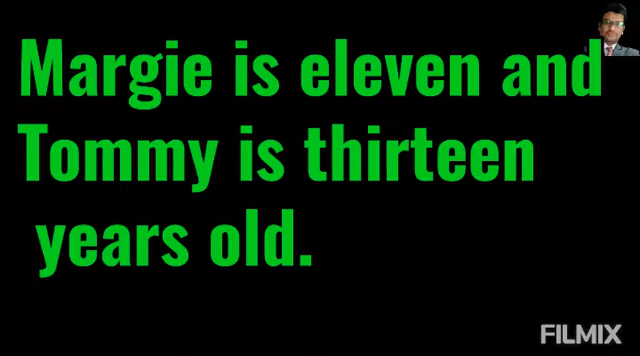 Margie is eleven and
Tommy is thirteen
years old.
FILMIX